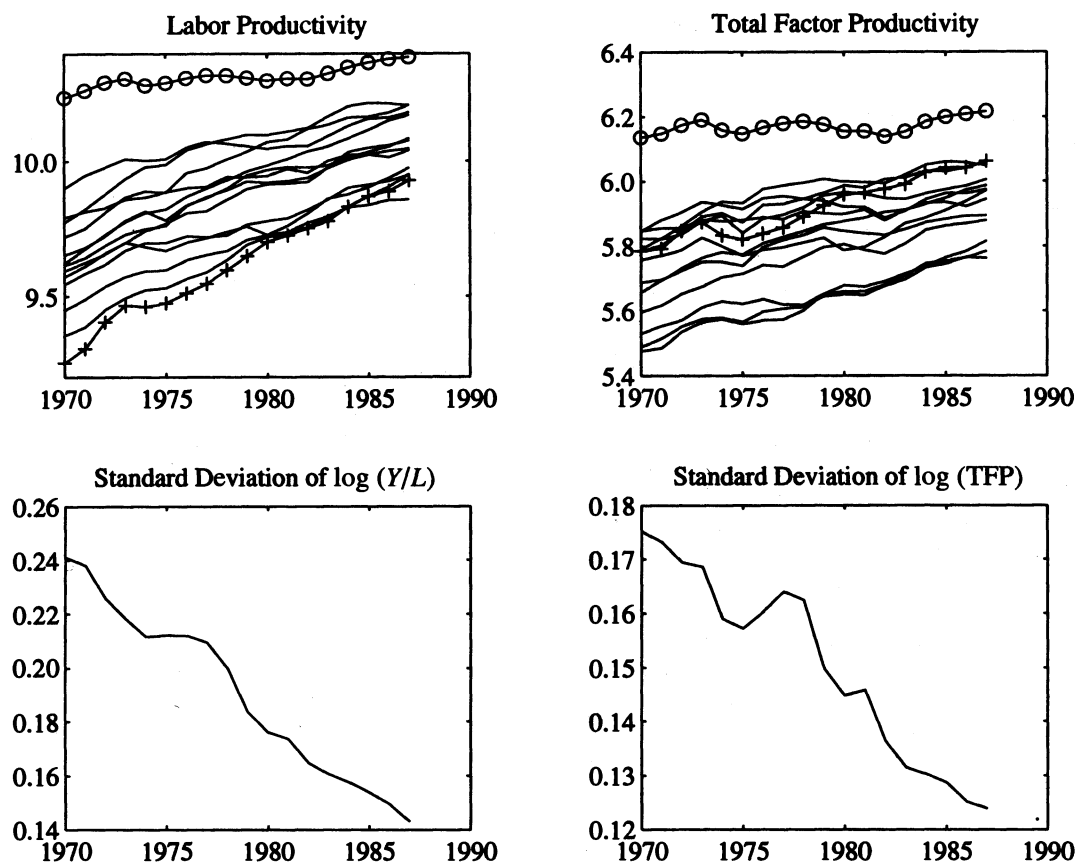 Labor Productivity
10.0
9.5
1970 1975 1980 1985 1990
Total Factor Productivity
6.4
6.2
6.0
5.8
5.6
5.4
1970 1975 1980 1985 1990
Standard Deviation of log (Y/L)
0.26
0.24
0.22
0.20
0.18
0.16
0.14
1970 1975 1980 1985 1990
Standard Deviation of log (TFP)
0.18
0.17
0.16
0.15
0.14
0.13
0.12
1970 1975 1980 1985 1990